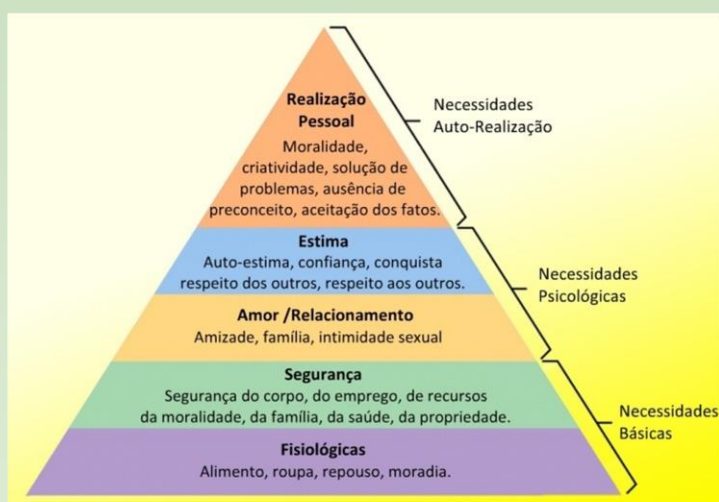 Realização
Pessoal
Moralidade,
criatividade, solução de
problemas, ausência de
preconceito, aceitação dos fatos.
Necessidades
Auto-Realização
Estima
Auto-estima, confiança, conquista
respeito dos outros, respeito aos outros.
Amor /Relacionamento
Amizade, família, intimidade sexual
Necessidades
Psicológicas
Segurança
Segurança do corpo, do emprego, de recursos
da moralidade, da família, da saúde, da propriedade.
Fisiológicas
Alimento, roupa, repouso, moradia.
Necessidades
Básicas